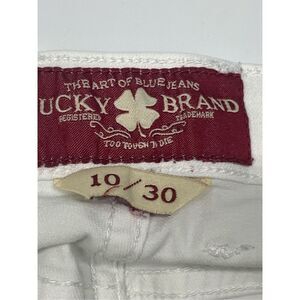 THE ART OF BLUE JEANS
UCKY BRAND
REGISTERED TRADEMARK
TOO TOUGH TO DIE
10/30